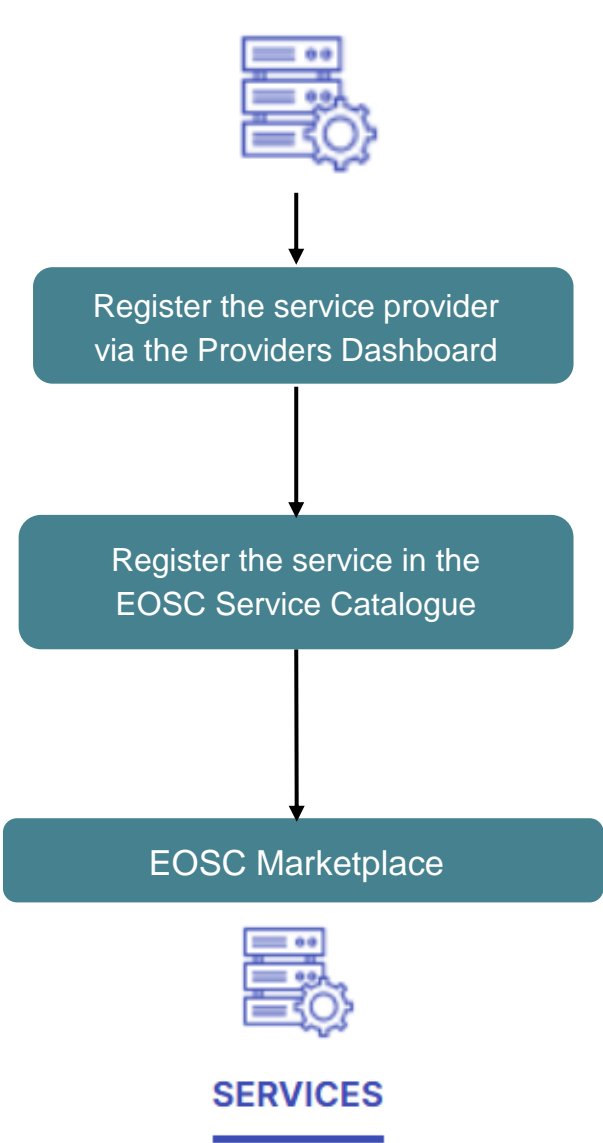 Register the service provider
via the Providers Dashboard
Register the service in the
EOSC Service Catalogue
EOSC Marketplace
SERVICES